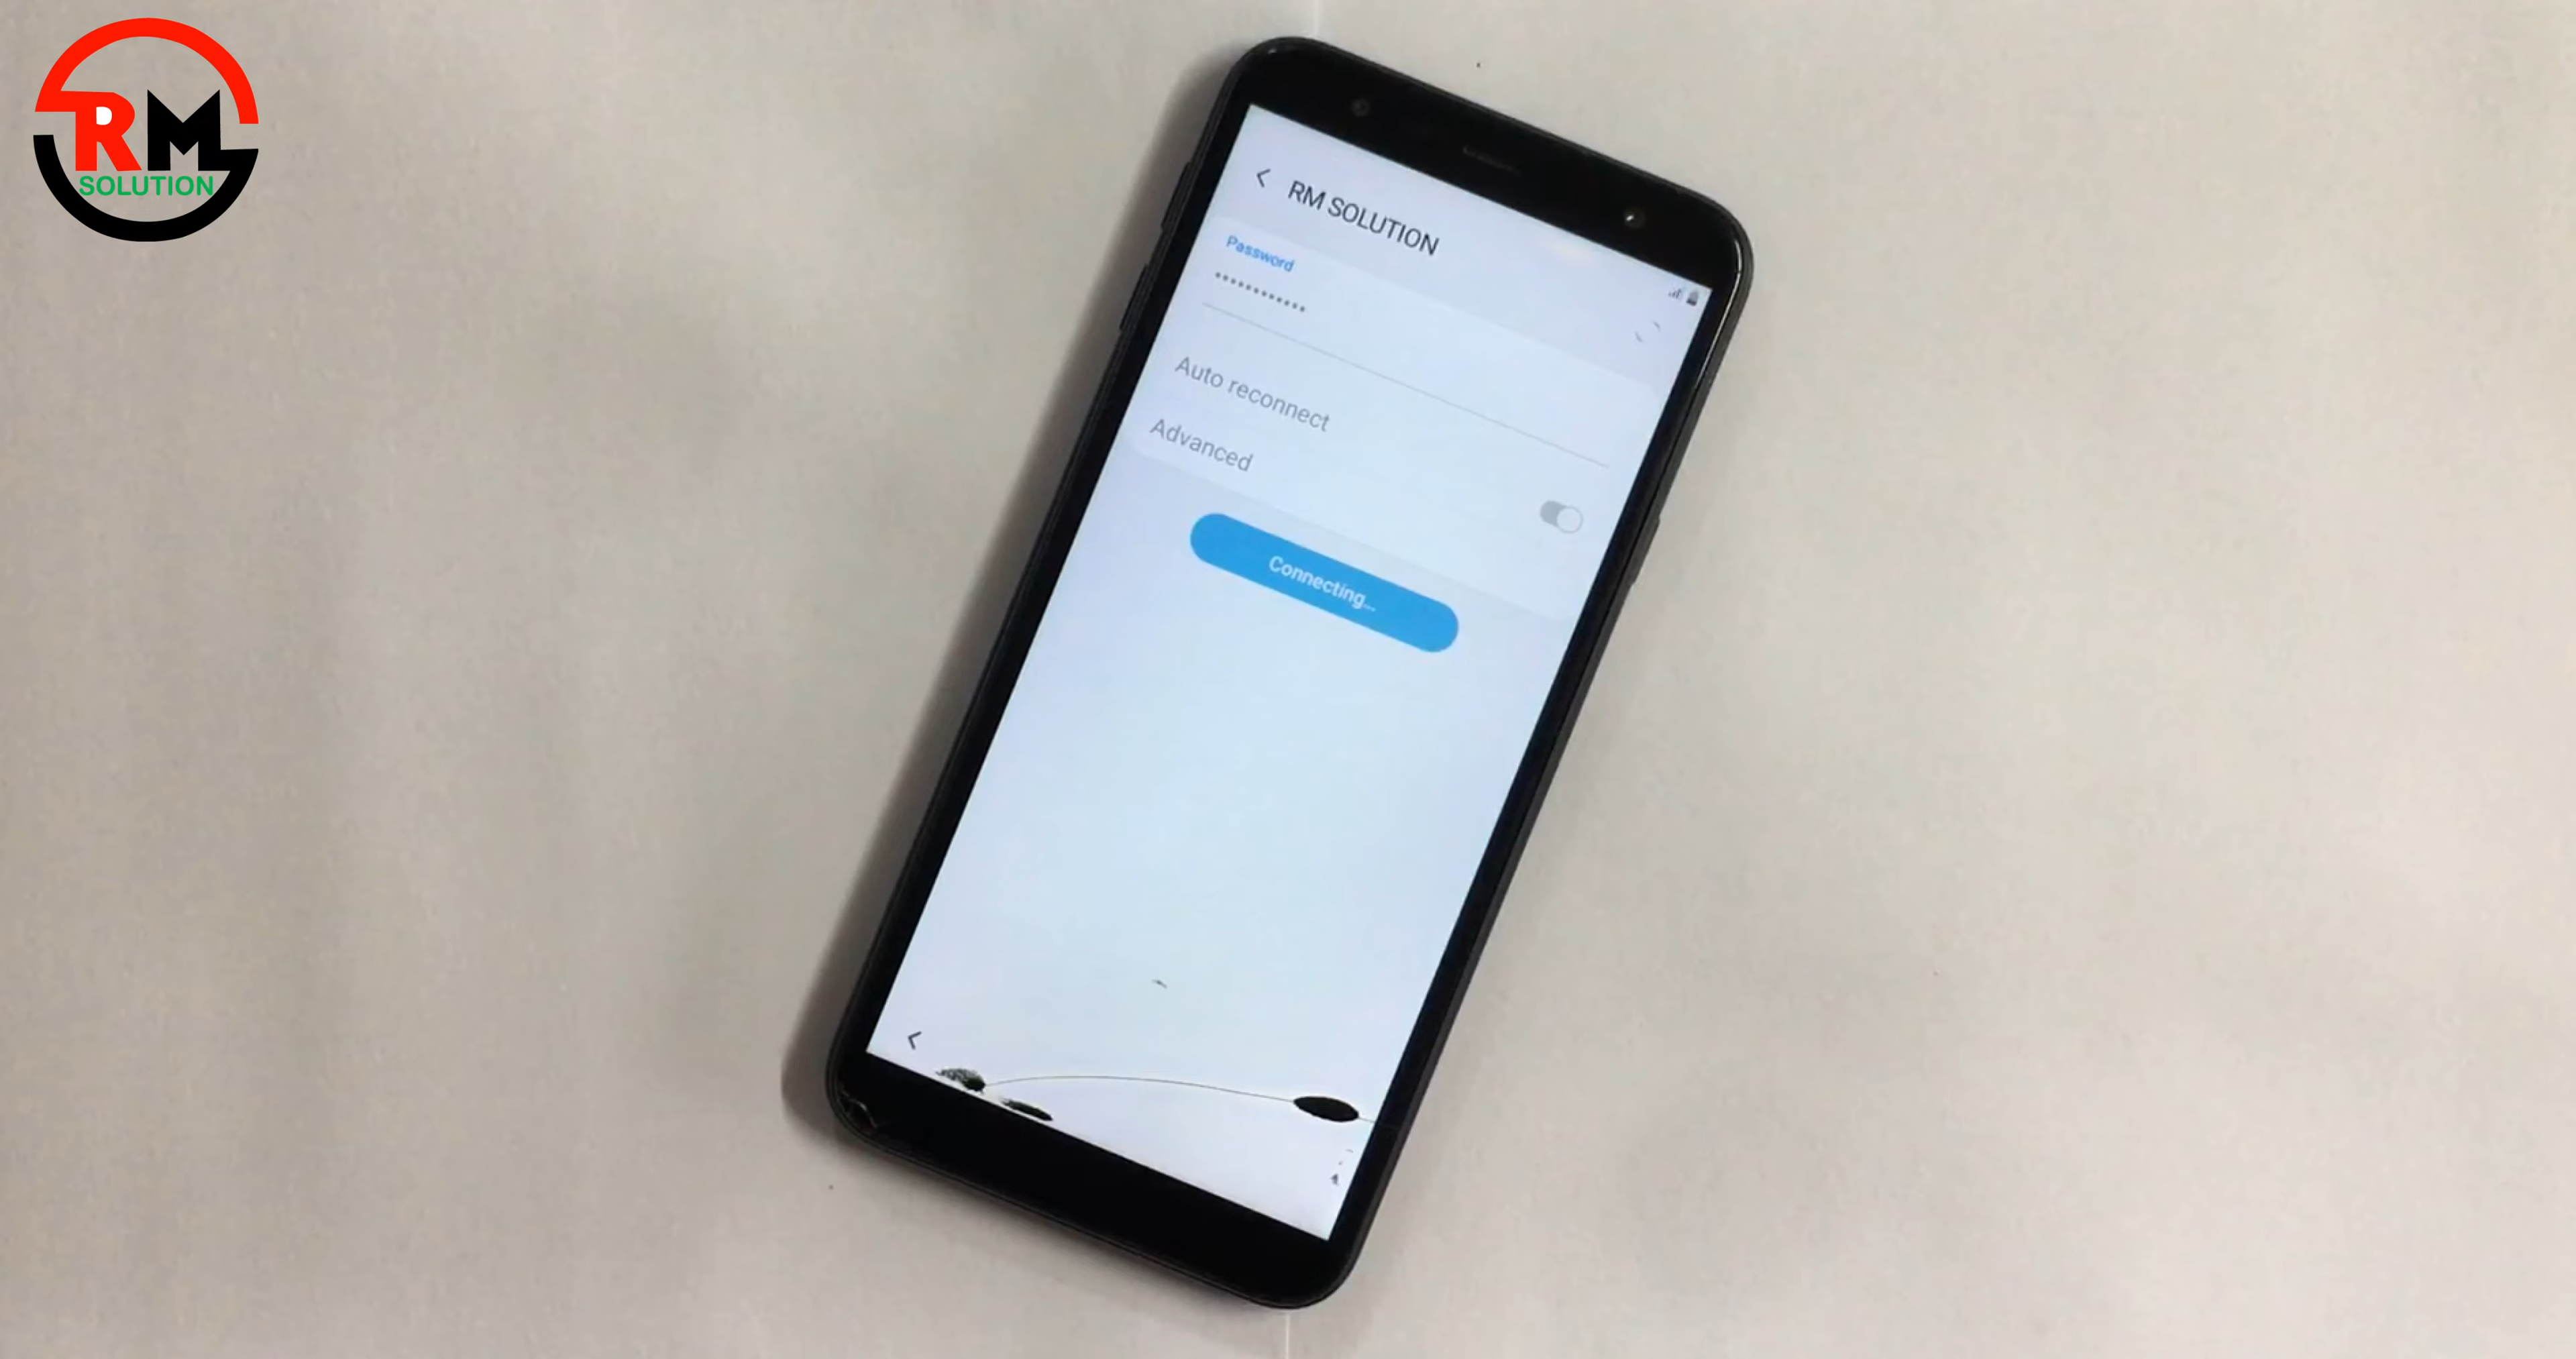 RM
SOLUTION
RM SOLUTION
Password
••••••••••••
Auto reconnect
Advanced
Connecting...